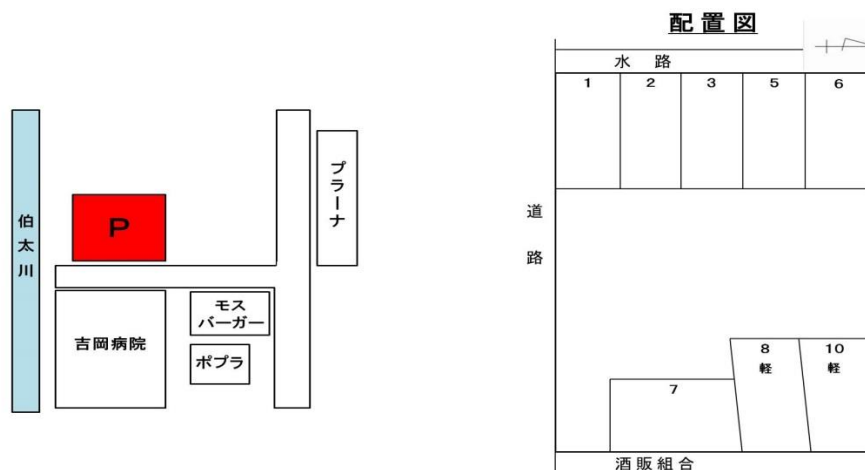 伯太川
P
吉岡病院
モス
バーガー
ポプラ
プラーナ
配置図
水路
1
2
3
5
6
道路
7
8
軽
10
軽
酒販組合